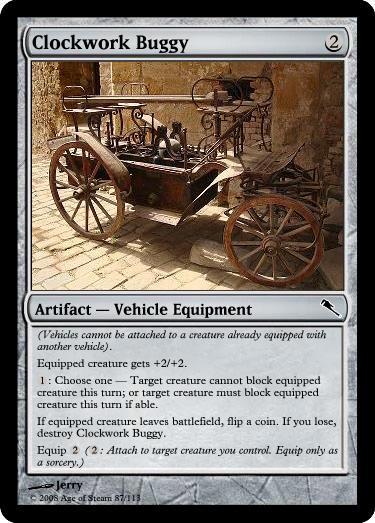 Clockwork Buggy 2
Artifact — Vehicle Equipment
(Vehicles cannot be attached to a creature already equipped with
another vehicle).
Equipped creature gets +2/+2.
1 : Choose one — Target creature cannot block equipped
creature this turn; or target creature must block equipped
creature this turn if able.
If equipped creature leaves battlefield, flip a coin. If you lose,
destroy Clockwork Buggy.
Equip 2 (2 : Attach to target creature you control. Equip only as
a sorcery.)
Jerry
© 2008 Age of Steam 87/113